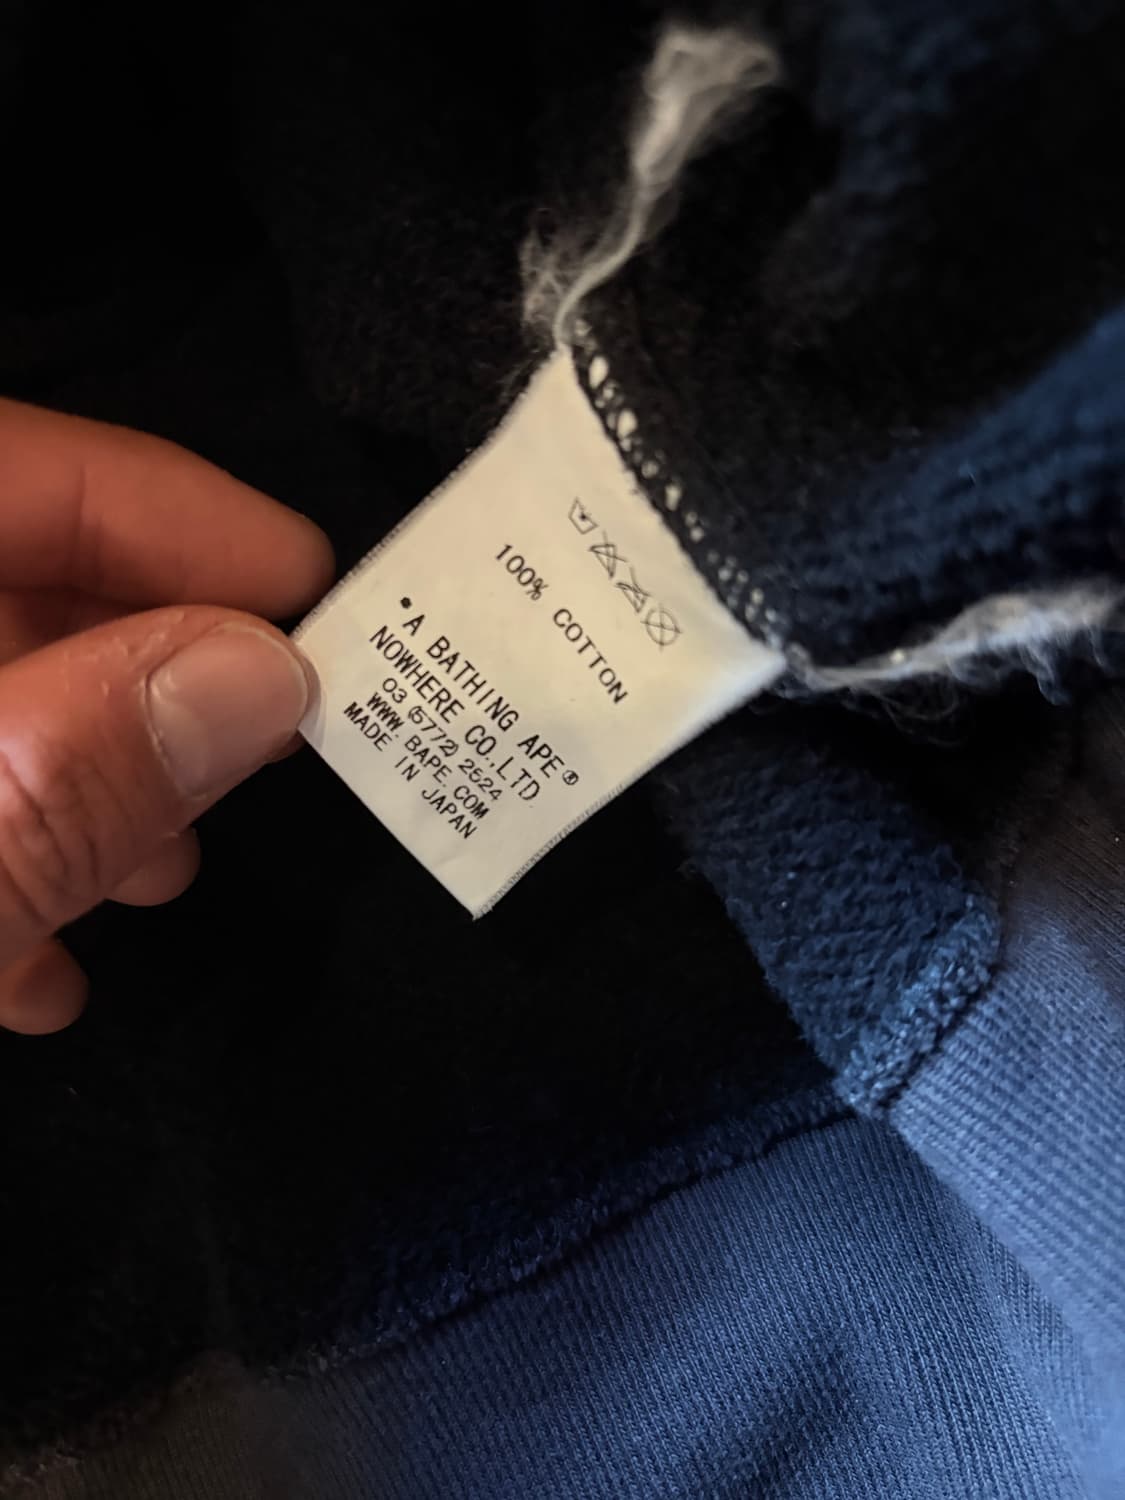 100% COTTON
• A BATHING APE®
NOWHERE CO.,LTD.
03 (5772) 2524
WWW. BAPE. COM
MADE IN JAPAN